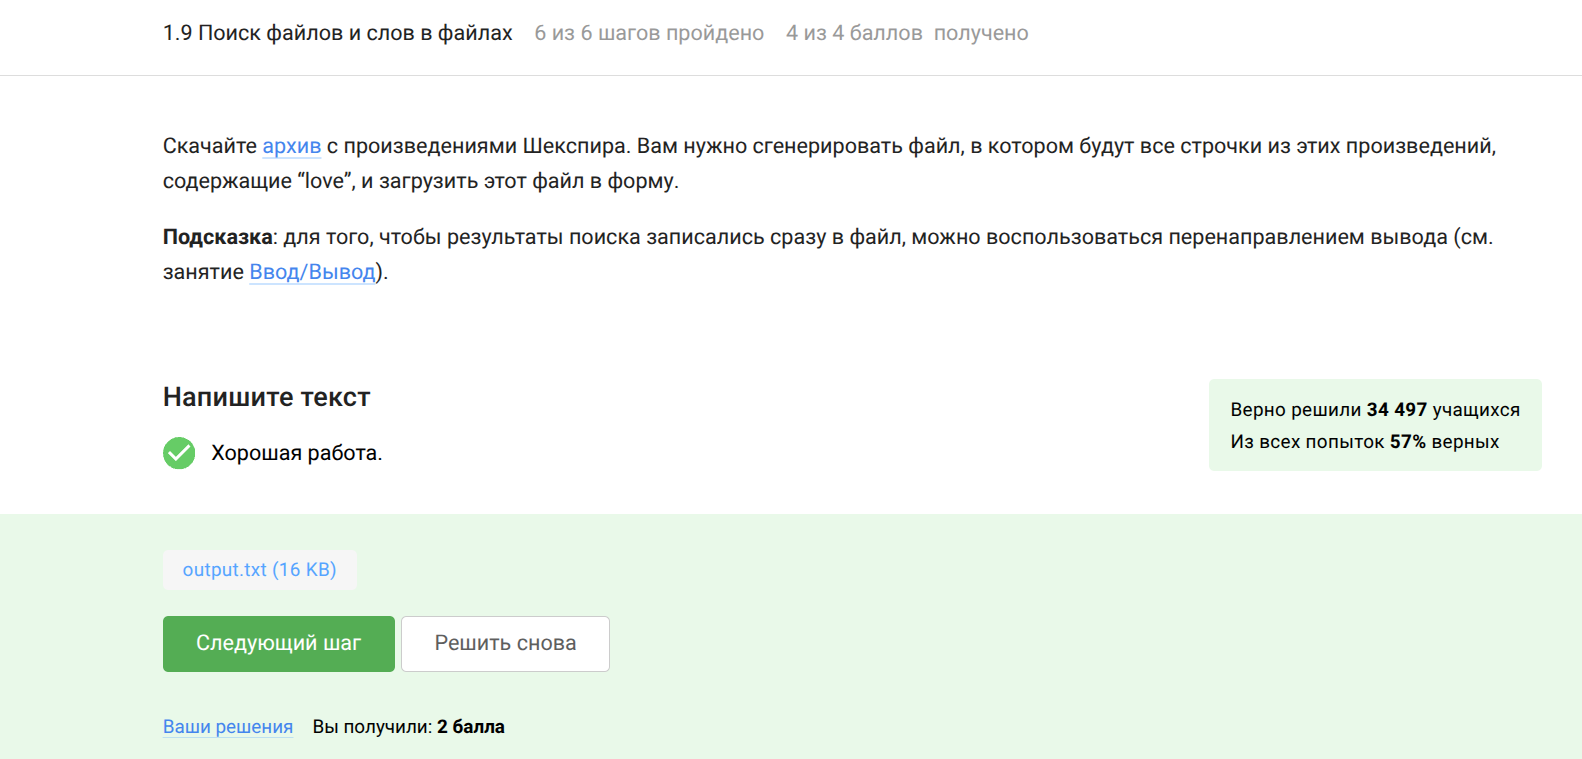 1.9 Поиск файлов и слов в файлах 6 из 6 шагов пройдено 4 из 4 баллов получено
Скачайте архив с произведениями Шекспира. Вам нужно сгенерировать файл, в котором будут все строчки из этих произведений,
содержащие “love”, и загрузить этот файл в форму.
Подсказка: для того, чтобы результаты поиска записались сразу в файл, можно воспользоваться перенаправлением вывода (см.
занятие Ввод/Вывод).
Напишите текст
Хорошая работа.
Верно решили 34 497 учащихся
Из всех попыток 57% верных
output.txt (16 KB)
Следующий шаг Решить снова
Ваши решения Вы получили: 2 балла